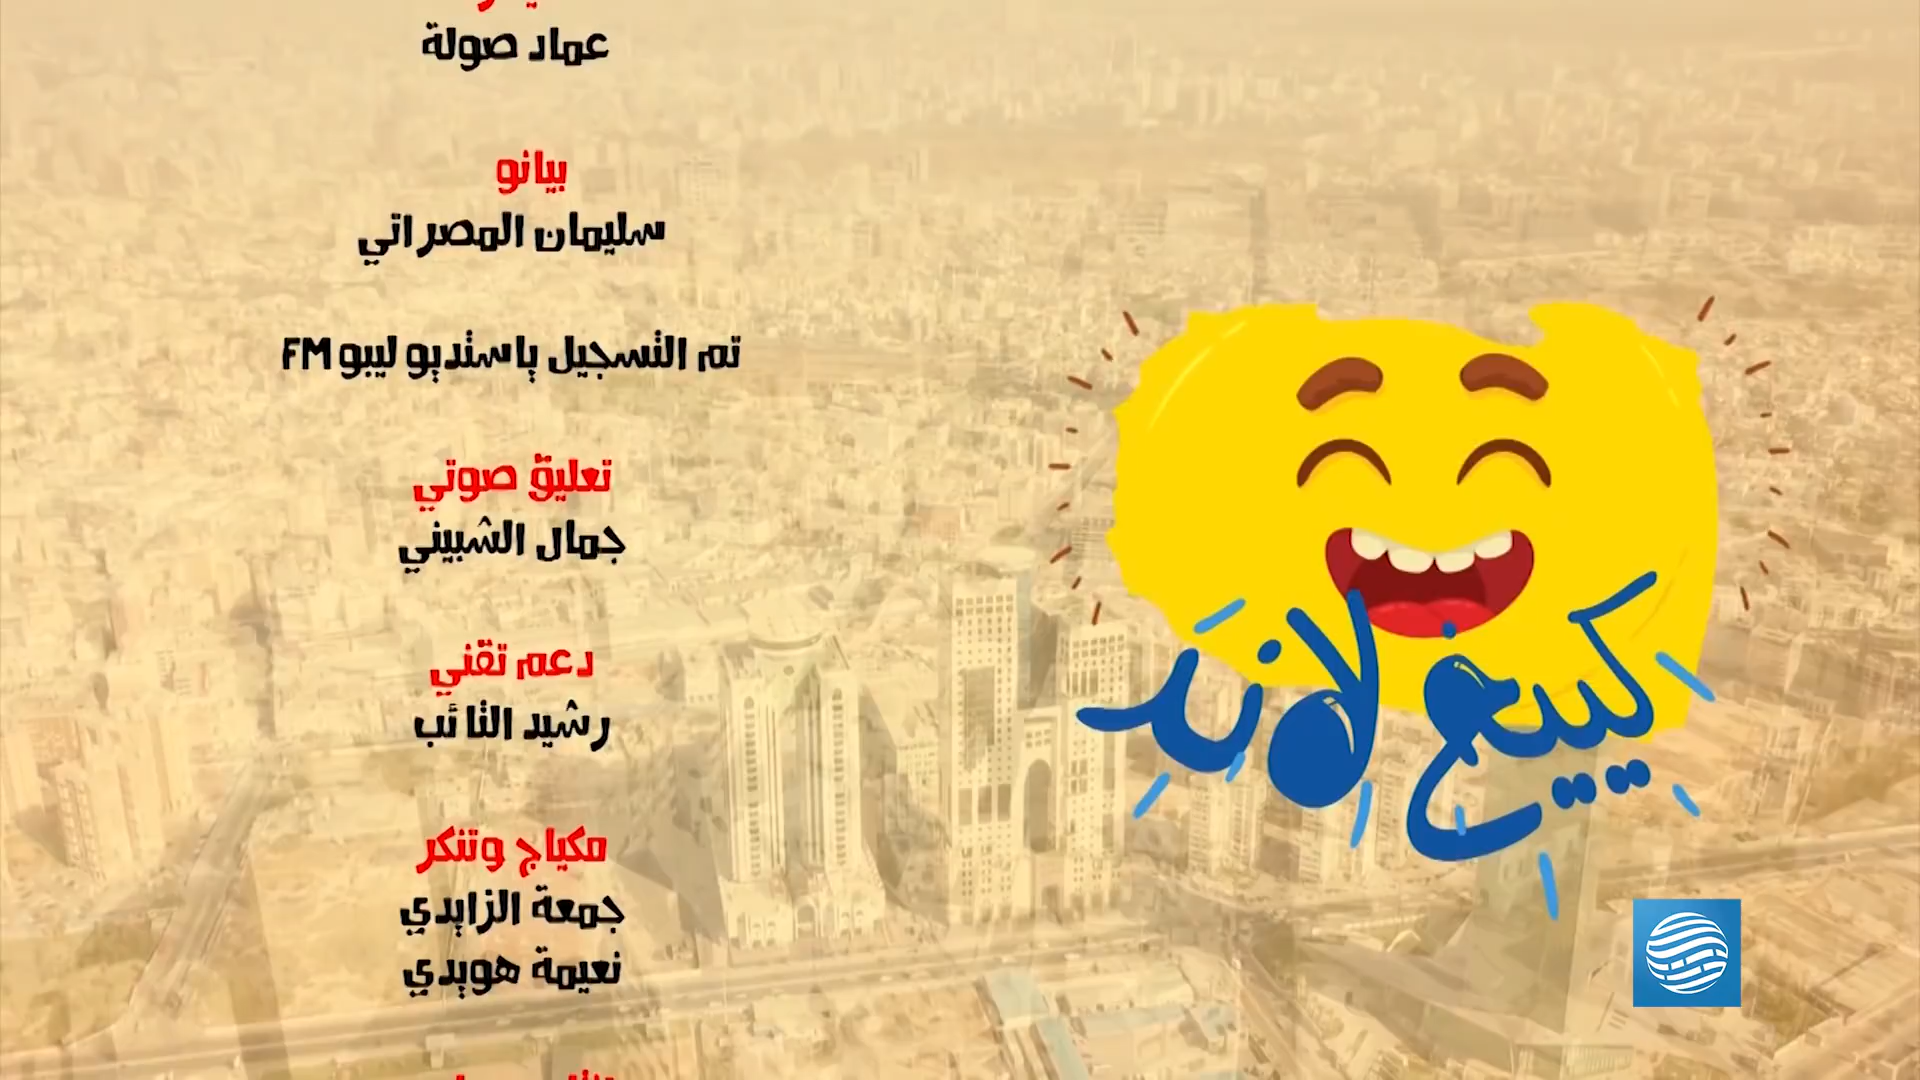 عماد صولة
بيانو
سليمان المصراتي
تم التسجيل باستديو ليبو FM
تعليق صوتي
جمال الشبيني
دعم تقني
رشيد التائب
مكياج وتنكر
جمعة الزايدي
نعيمة هويدي
كييغ لاند